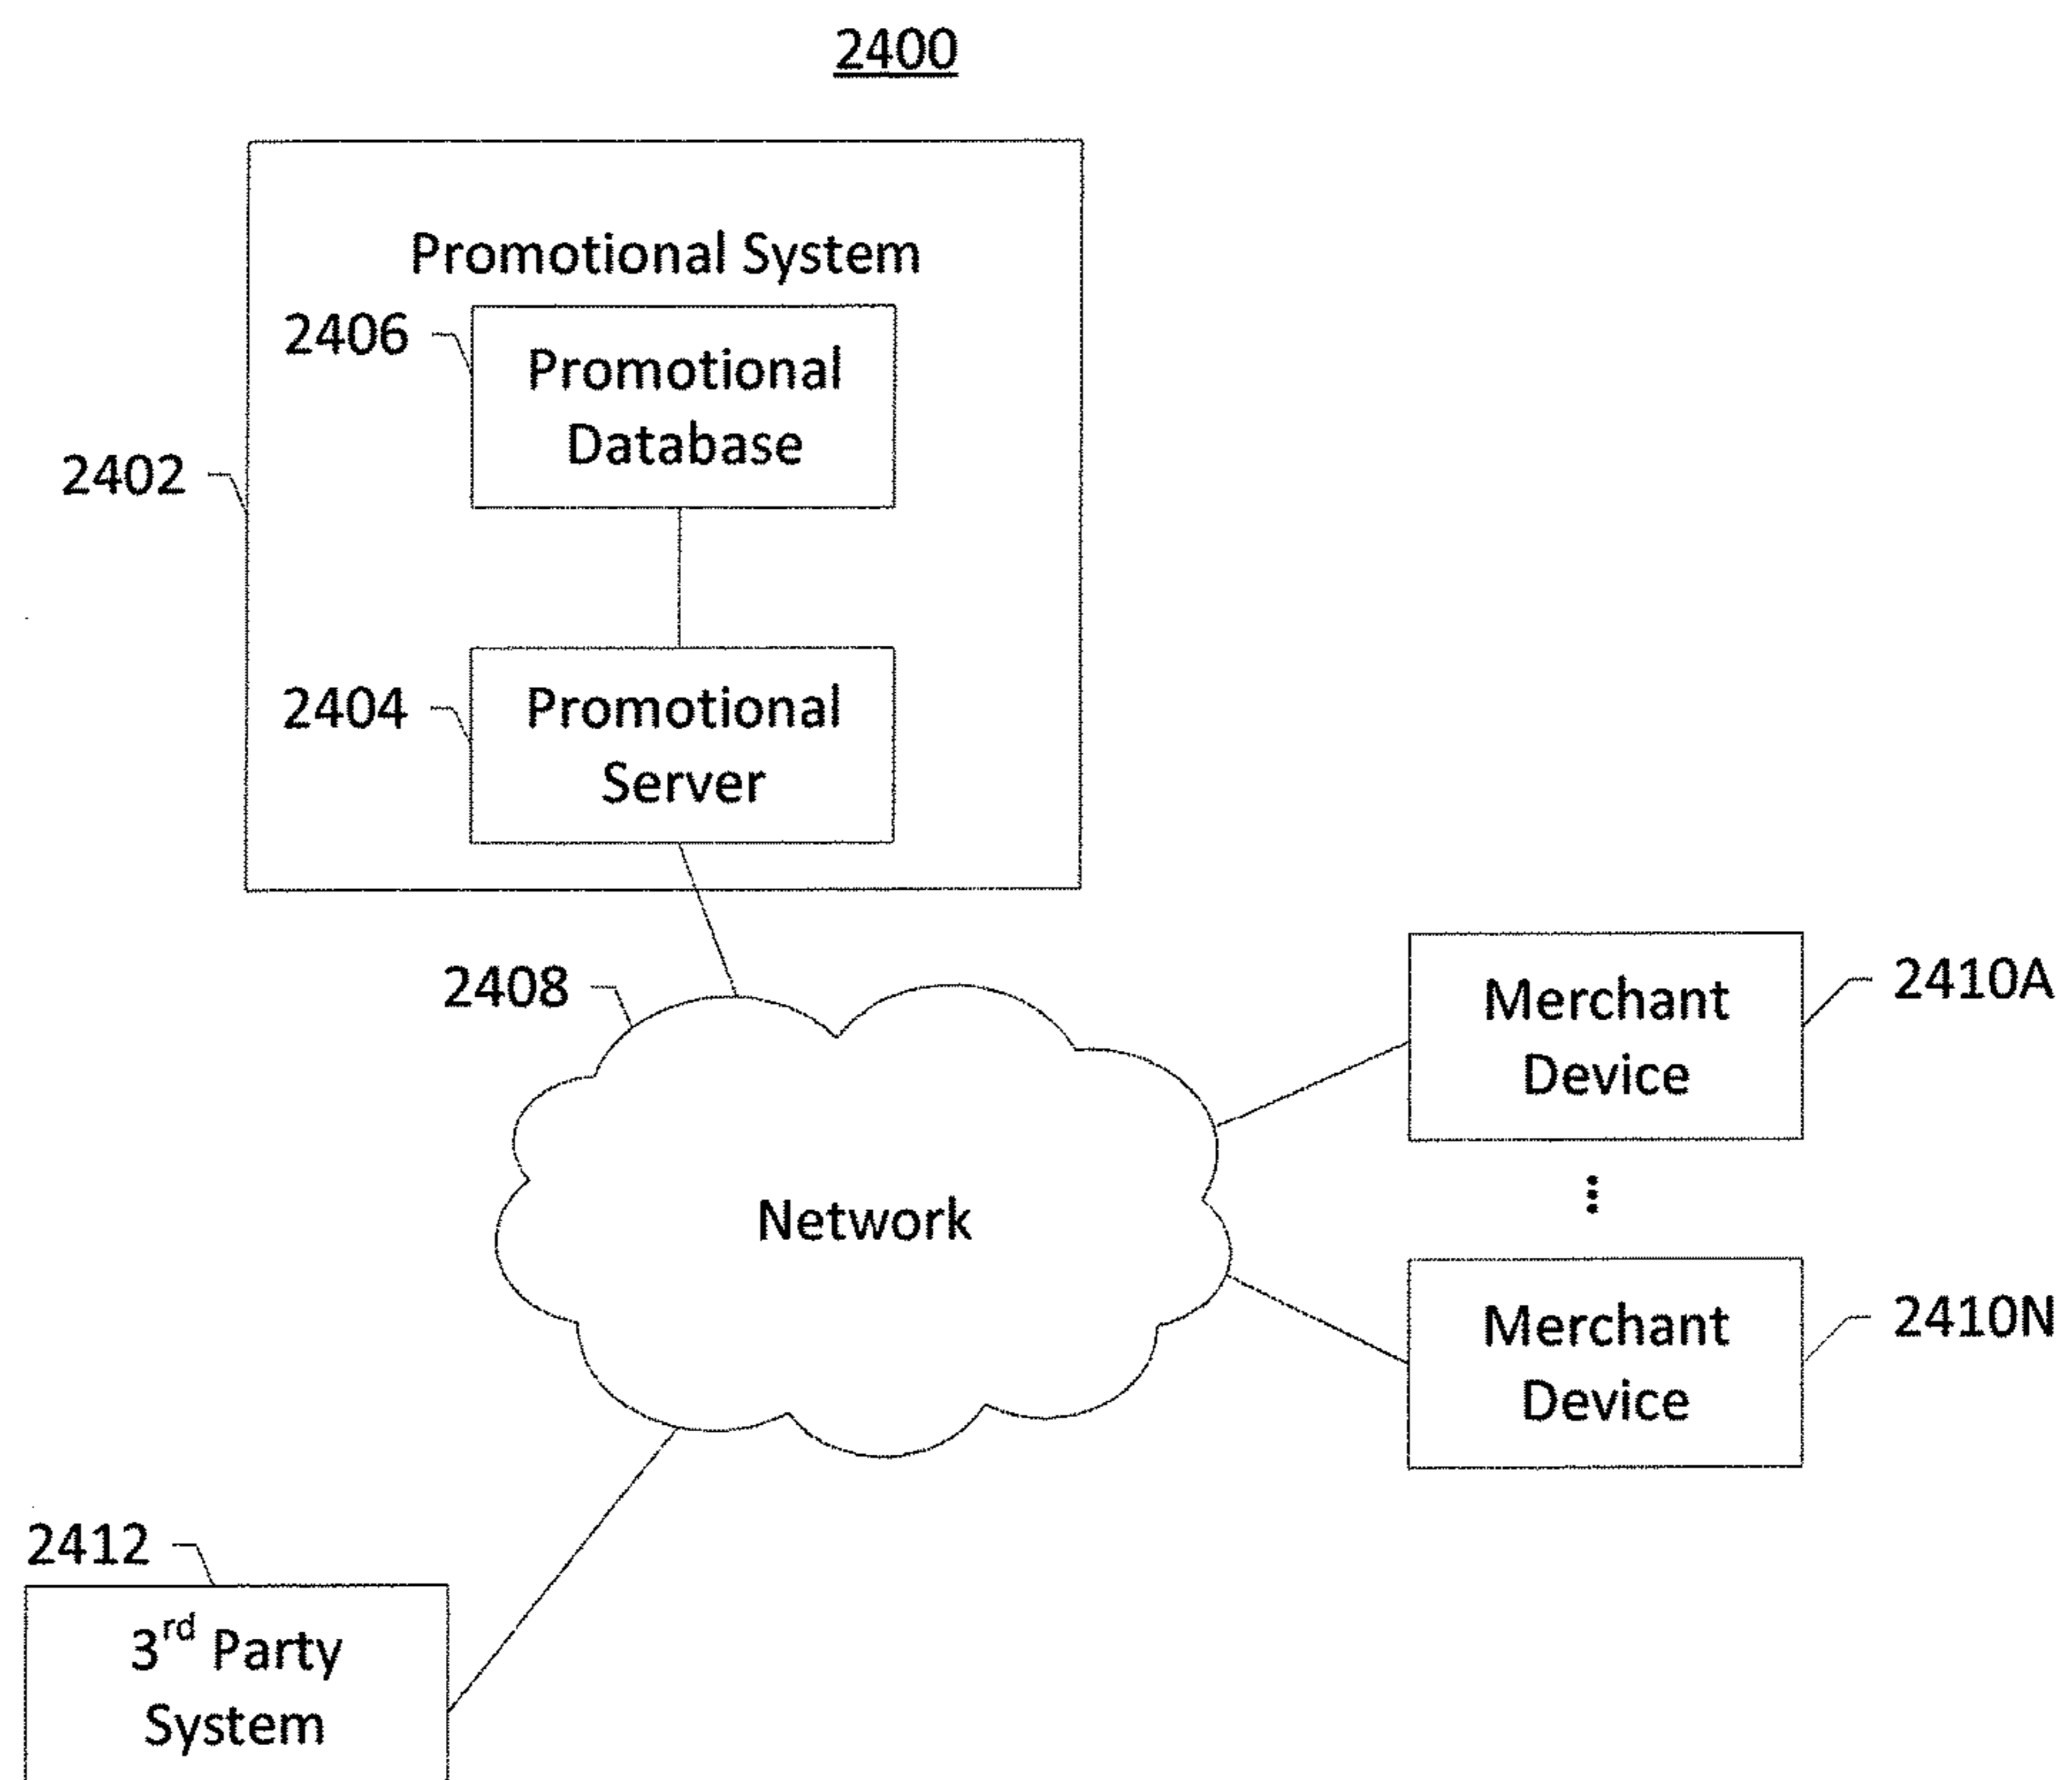 2400
Promotional System
2406
Promotional
Database
2402
2404
Promotional
Server
2408
Merchant
Device
2410A
...
Network
Merchant
Device
2410N
2412
3rd Party
System